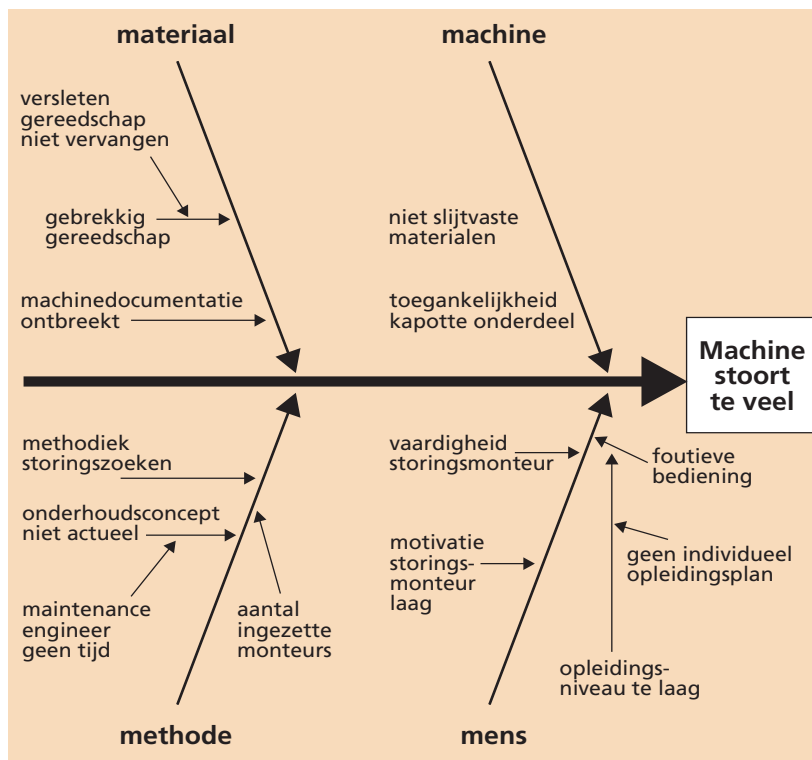 materiaal
machine
versleten
gereedschap
niet vervangen
gebrekkig
gereedschap
niet slijtvaste
materialen
machinedocumentatie
ontbreekt
toegankelijkheid
kapotte onderdeel
Machine
stoort
te veel
methodiek
storingszoeken
vaardigheid
storingsmonteur
foutieve
bediening
onderhoudsconcept
niet actueel
motivatie
storings-
monteur
laag
geen individueel
opleidingsplan
maintenance
engineer
geen tijd
aantal
ingezette
monteurs
opleidings-
niveau te laag
methode
mens